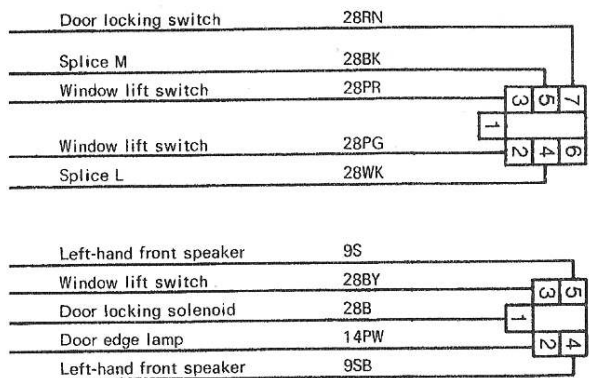 Door locking switch 28RN
Splice M 28BK
Window lift switch 28PR
3 5 7
1
Window lift switch 28PG
2 4 6
Splice L 28WK
Left-hand front speaker 9S
Window lift switch 28BY
3 5
Door locking solenoid 28B
1
Door edge lamp 14PW
2 4
Left-hand front speaker 9SB